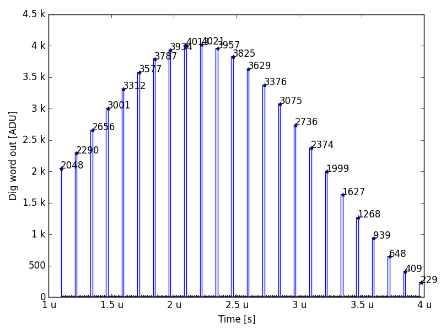 4.5 k
4 k
3.5 k
3 k
2.5 k
2 k
1.5 k
1 k
500
0
Dig word out [ADU]
2048
2290
2656
3001
3312
3577
3787
3934
4021
3957
3825
3629
3376
3075
2736
2374
1999
1627
1268
939
648
409
229
1 u
1.5 u
2 u
2.5 u
3 u
3.5 u
4 u
Time [s]